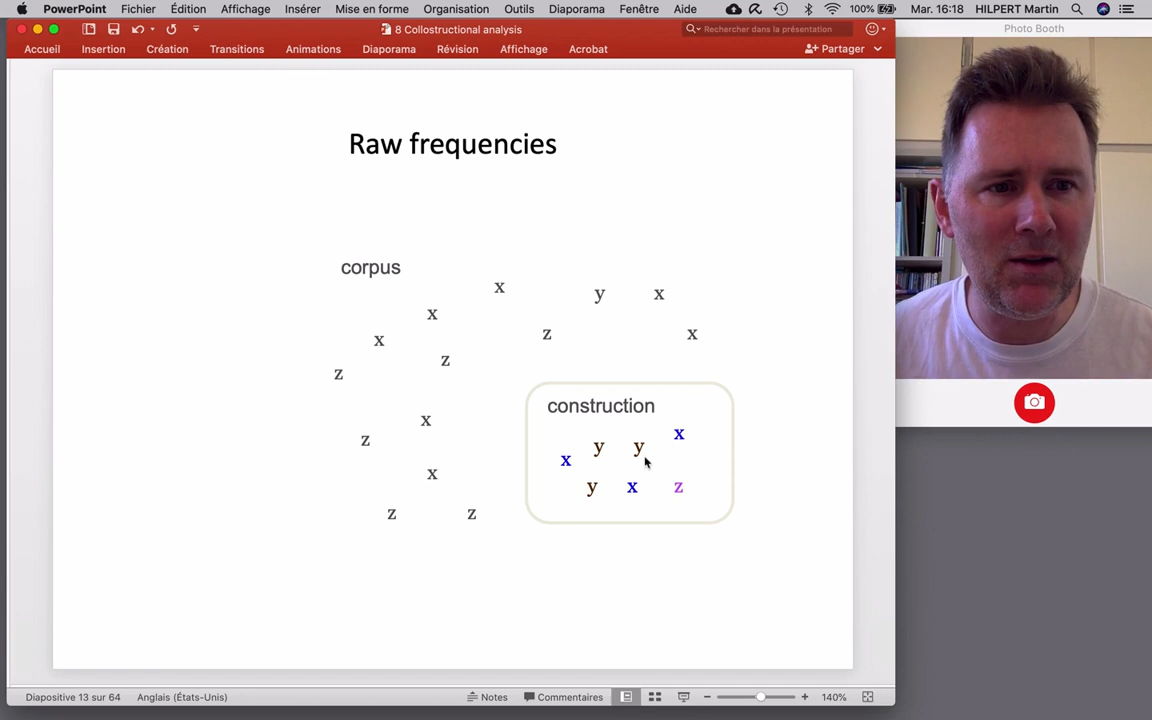 PowerPoint Fichier Édition Affichage Insérer Mise en forme Organisation Outils Diaporama Fenêtre Aide 100% Mar. 16:18 HILPERT Martin
8 Collostructional analysis Rechercher dans la présentation
Photo Booth
Accueil Insertion Création Transitions Animations Diaporama Révision Affichage Acrobat Partager
Raw frequencies
corpus
x
y x
x
x z x
z z
construction
x
x y y x
z
x
y x z
z z
Diapositive 13 sur 64 Anglais (États-Unis) Notes Commentaires 140%